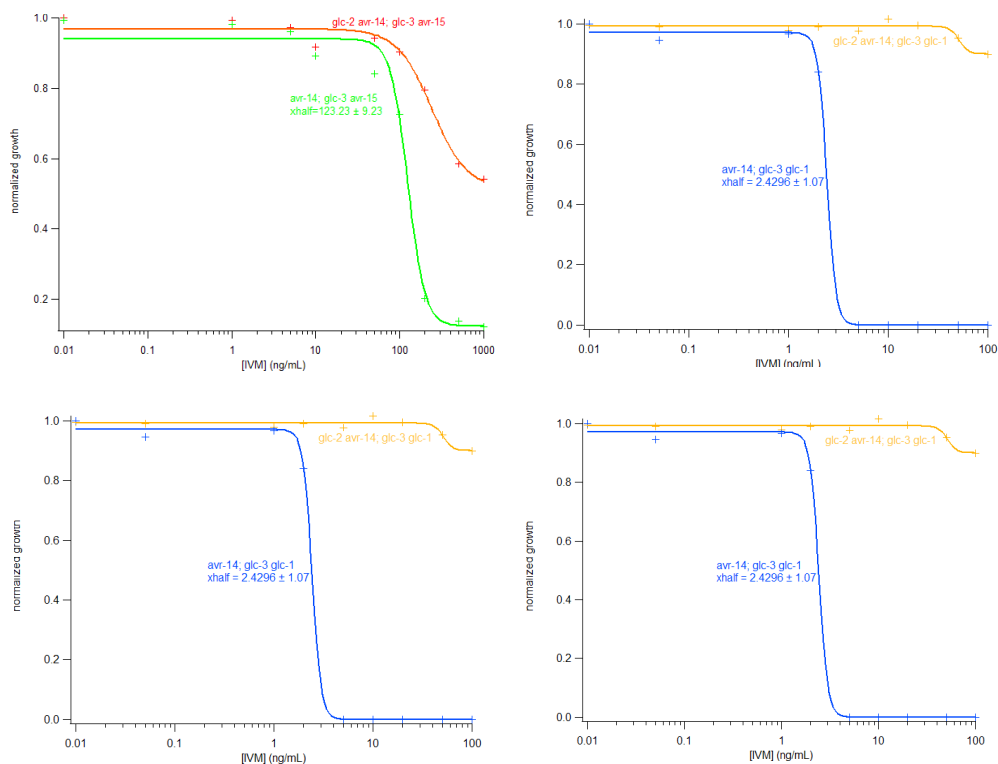 1.0
0.8
0.6
0.4
0.2
normalized growth
glc-2 avr-14; glc-3 avr-15
avr-14; glc-3 avr-15
xhalf=123.23 ± 9.23
0.01
0.1
1
10
100
1000
[IVM] (ng/mL)
1.0
0.8
0.6
0.4
0.2
0.0
normalized growth
glc-2 avr-14; glc-3 glc-1
avr-14; glc-3 glc-1
xhalf = 2.4296 ± 1.07
0.01
0.1
1
10
100
[IVM] (ng/mL)
1.0
0.8
0.6
0.4
0.2
0.0
normalized growth
glc-2 avr-14; glc-3 glc-1
avr-14; glc-3 glc-1
xhalf = 2.4296 ± 1.07
0.01
0.1
1
10
100
[IVM] (ng/mL)
1.0
0.8
0.6
0.4
0.2
0.0
normalized growth
glc-2 avr-14; glc-3 glc-1
avr-14; glc-3 glc-1
xhalf = 2.4296 ± 1.07
0.01
0.1
1
10
100
[IVM] (ng/mL)